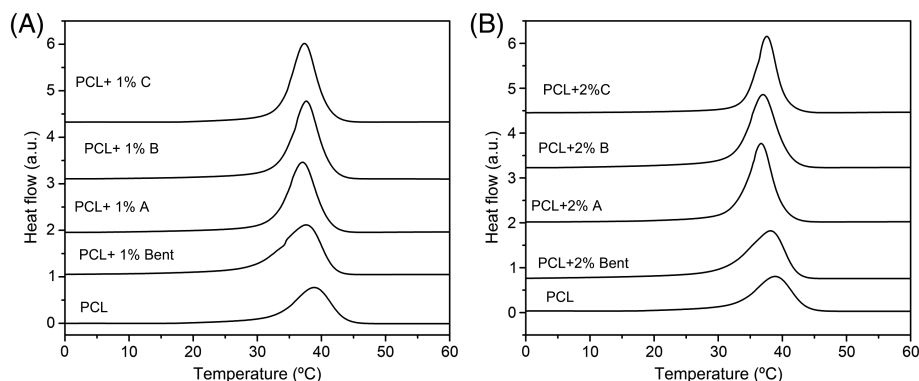 (A)
6
5
4
3
2
1
0
Heat flow (a.u.)
PCL+ 1% C
PCL+ 1% B
PCL+ 1% A
PCL+ 1% Bent
PCL
0 10 20 30 40 50 60
Temperature (ºC)
(B)
6
5
4
3
2
1
0
Heat flow (a.u.)
PCL+2%C
PCL+2% B
PCL+2% A
PCL+2% Bent
PCL
0 10 20 30 40 50 60
Temperature (ºC)